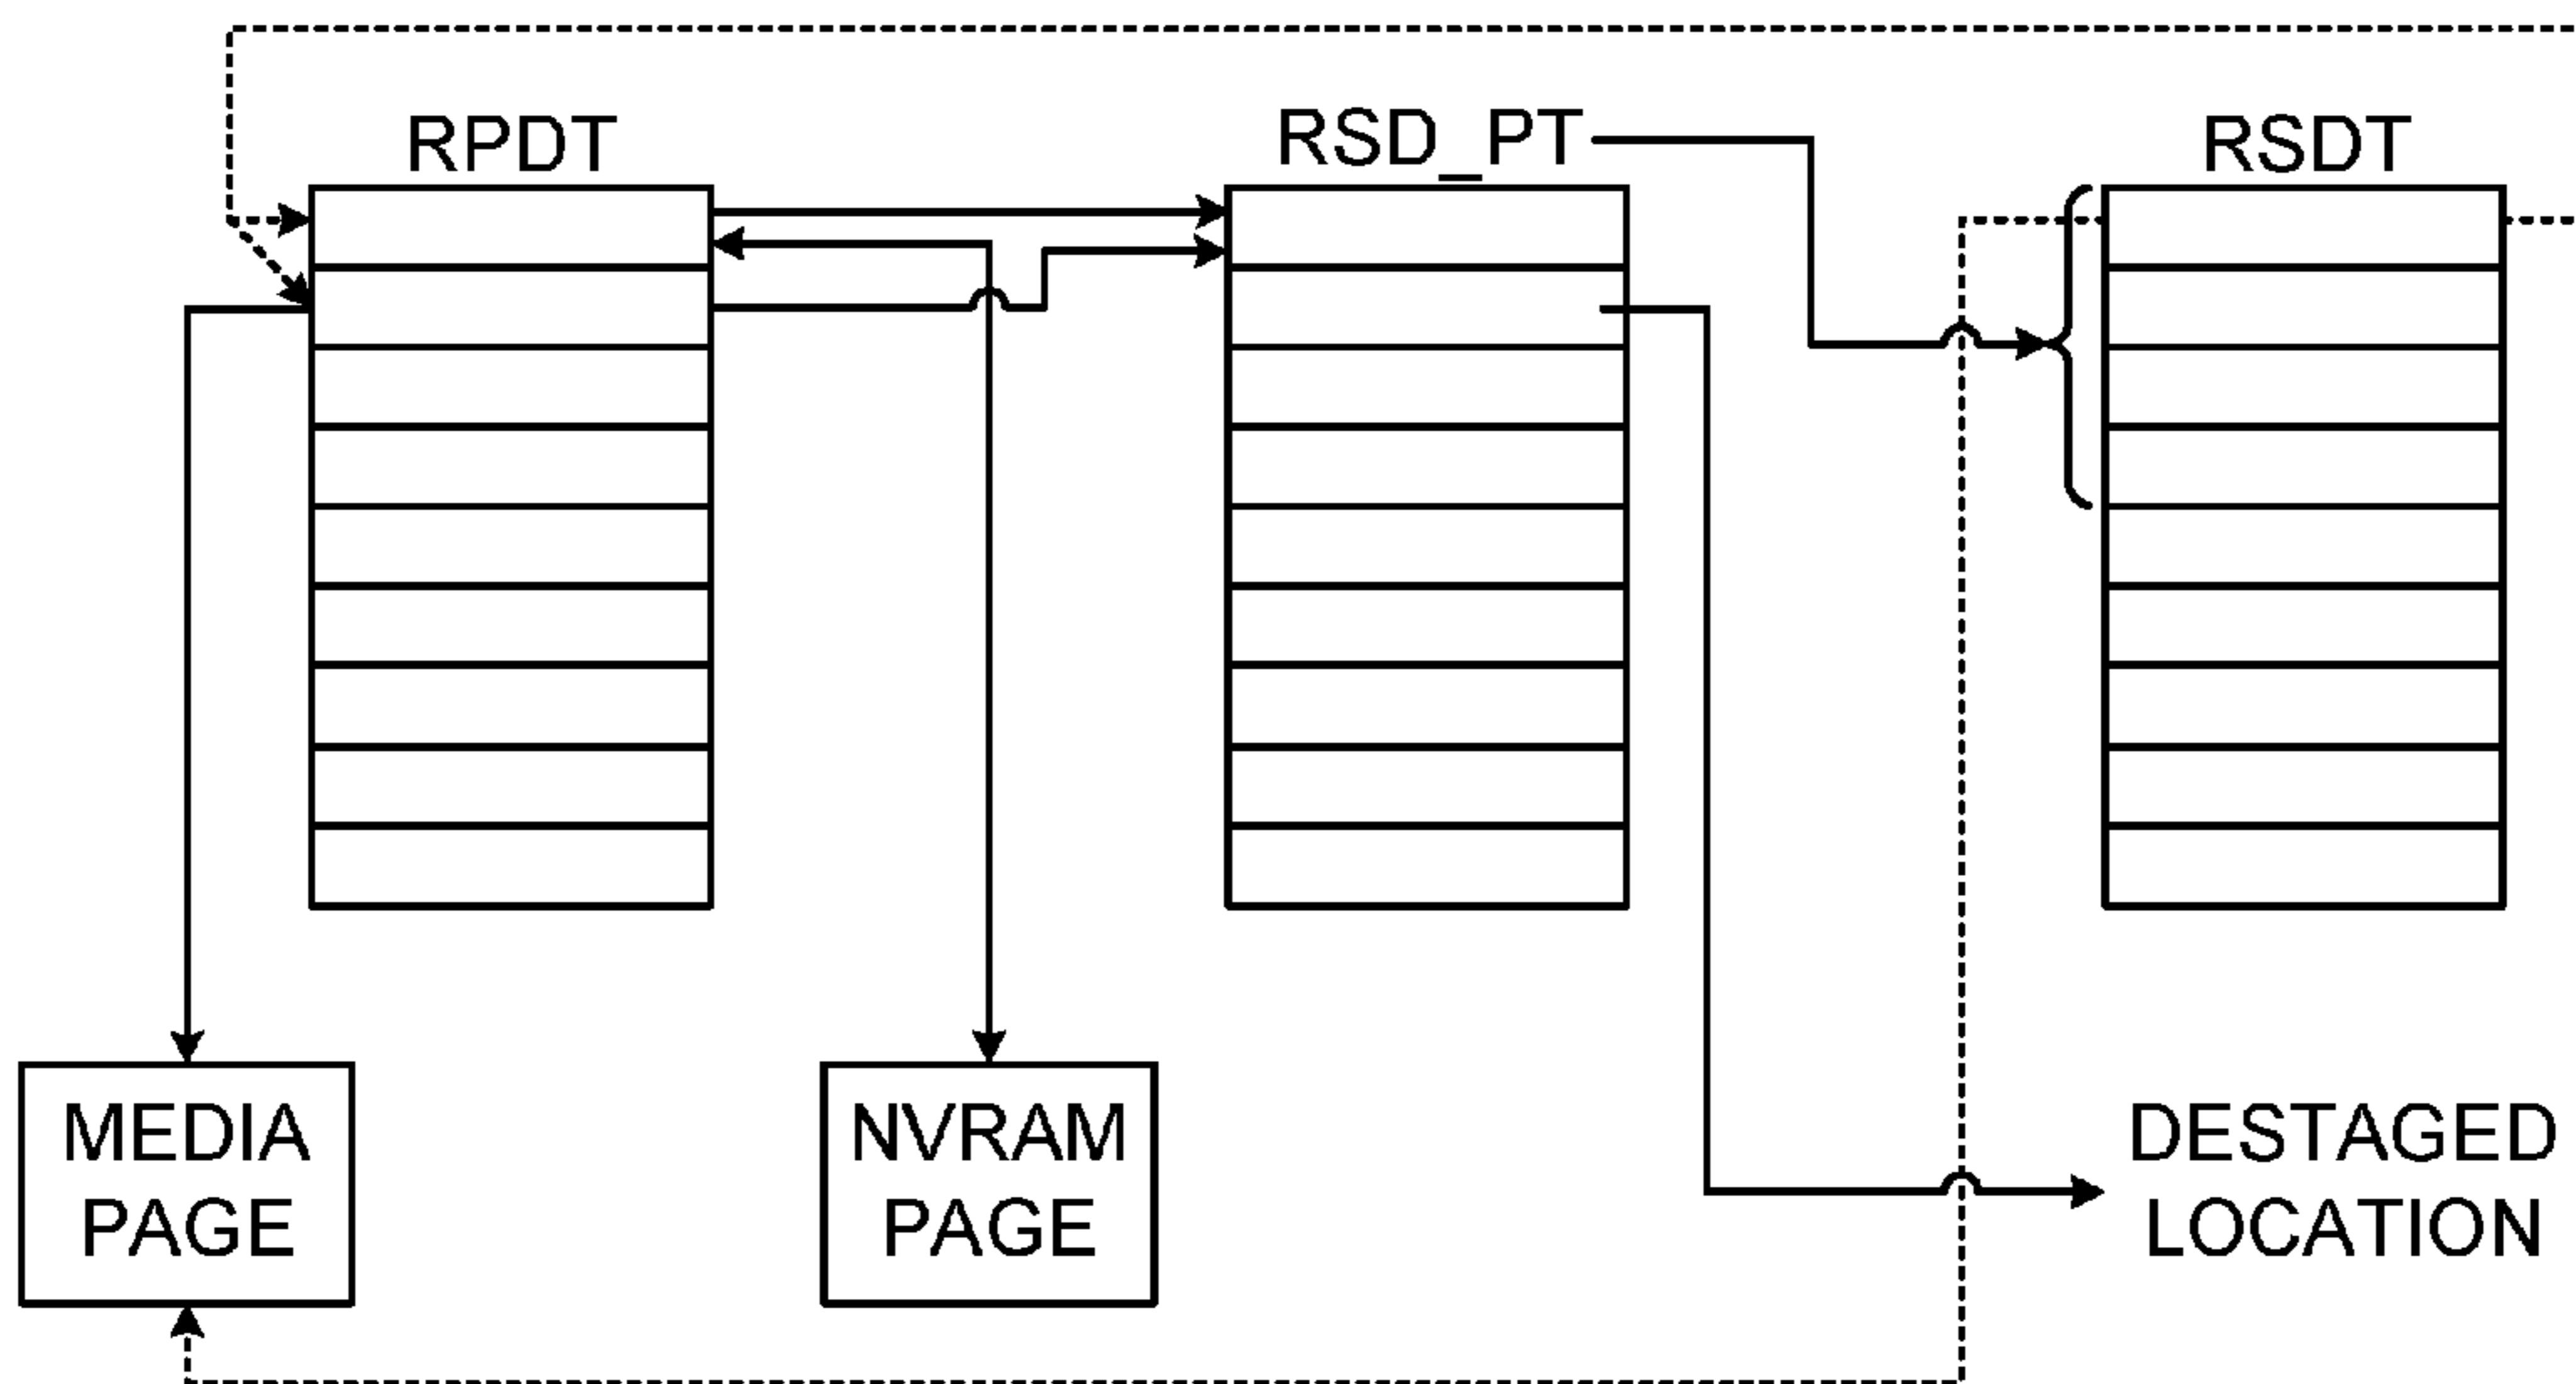 RPDT
RSD_PT
RSDT
MEDIA
PAGE
NVRAM
PAGE
DESTAGED
LOCATION